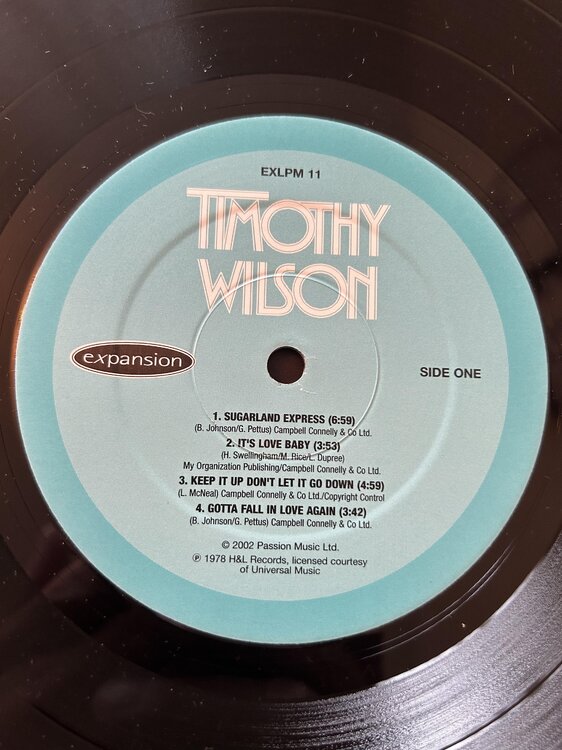 EXLPM 11
TIMOTHY
WILSON
expansion
SIDE ONE
1. SUGARLAND EXPRESS (6:59)
(B. Johnson/G. Pettus) Campbell Connelly & Co Ltd.
2. IT'S LOVE BABY (3:53)
(H. Swellingham/M. Rice/L. Dupree)
My Organization Publishing/Campbell Connelly & Co Ltd.
3. KEEP IT UP DON'T LET IT GO DOWN (4:59)
(L. McNeal) Campbell Connelly & Co Ltd./Copyright Control
4. GOTTA FALL IN LOVE AGAIN (3:42)
(B. Johnson/G. Pettus) Campbell Connelly & Co Ltd.
© 2002 Passion Music Ltd.
℗ 1978 H&L Records, licensed courtesy
of Universal Music